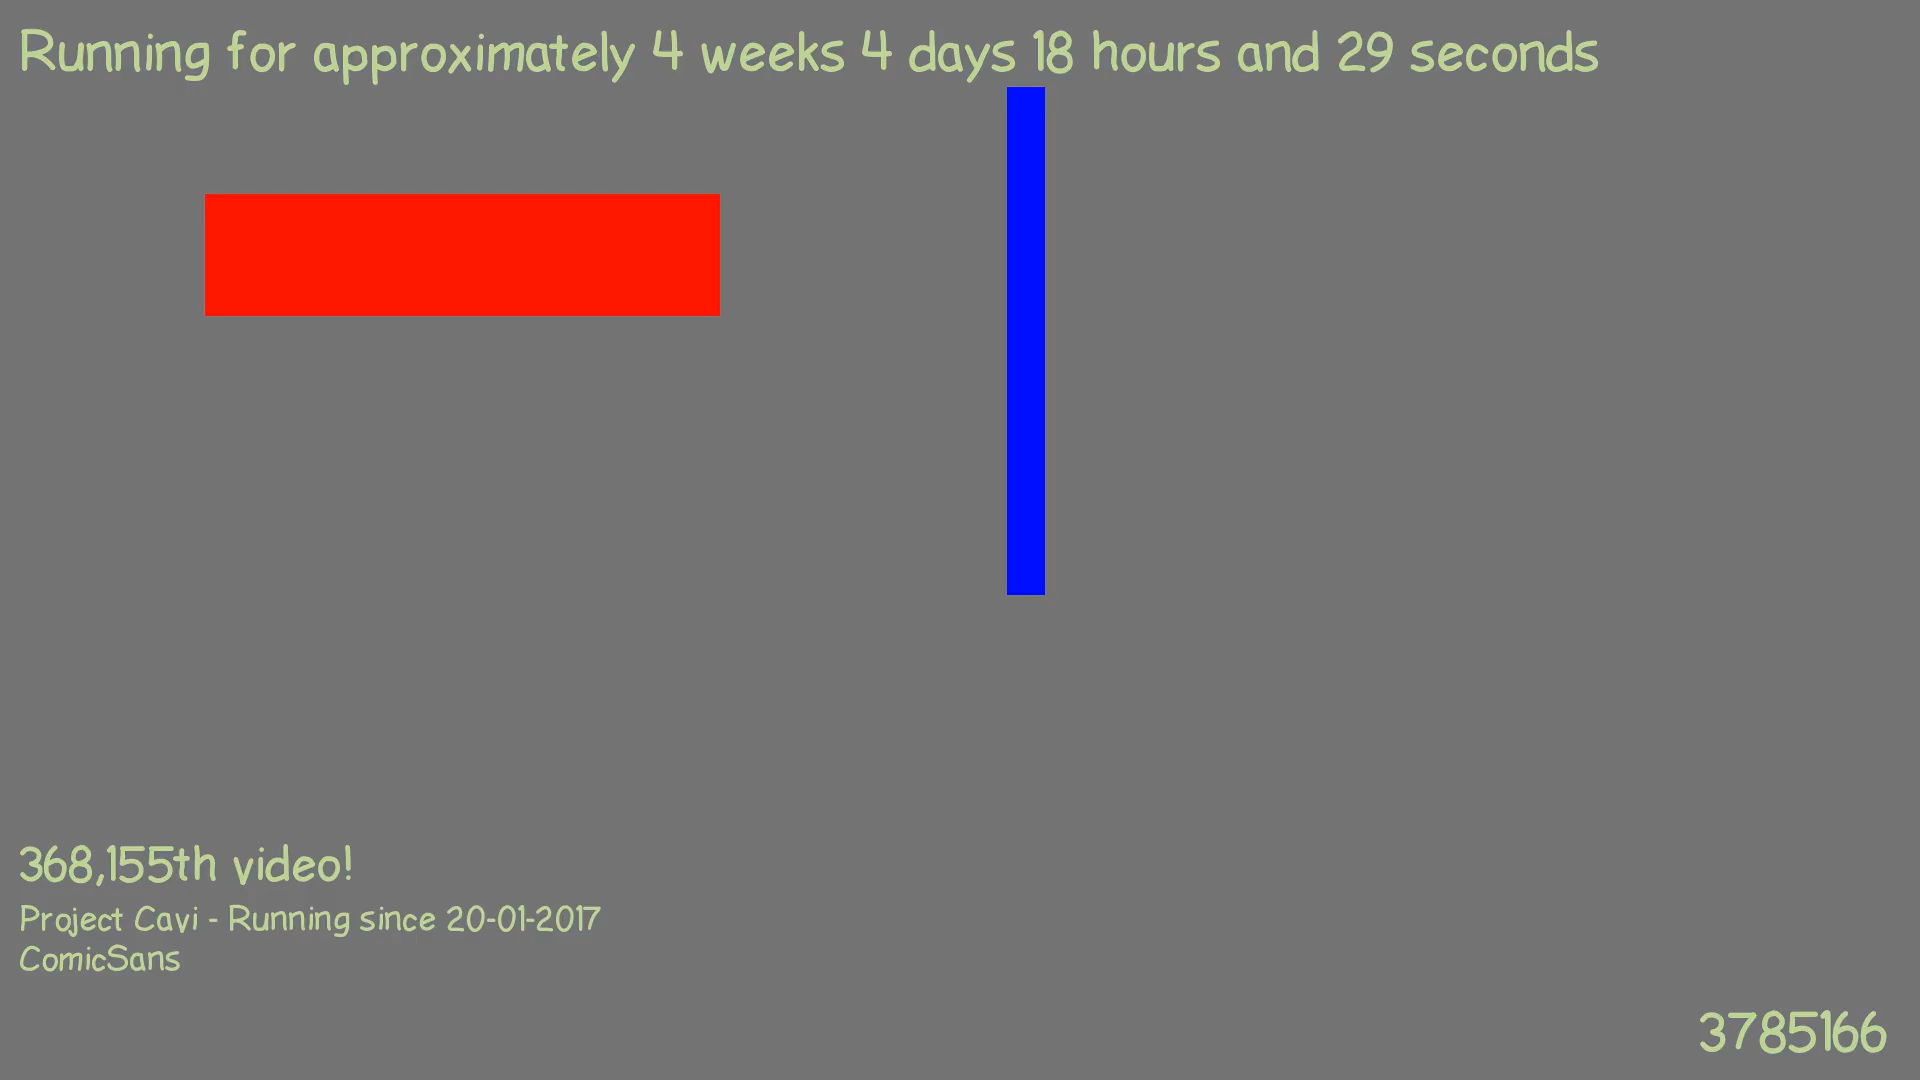 Running for approximately 4 weeks 4 days 18 hours and 29 seconds
368,155th video!
Project Cavi - Running since 20-01-2017
ComicSans
3785166